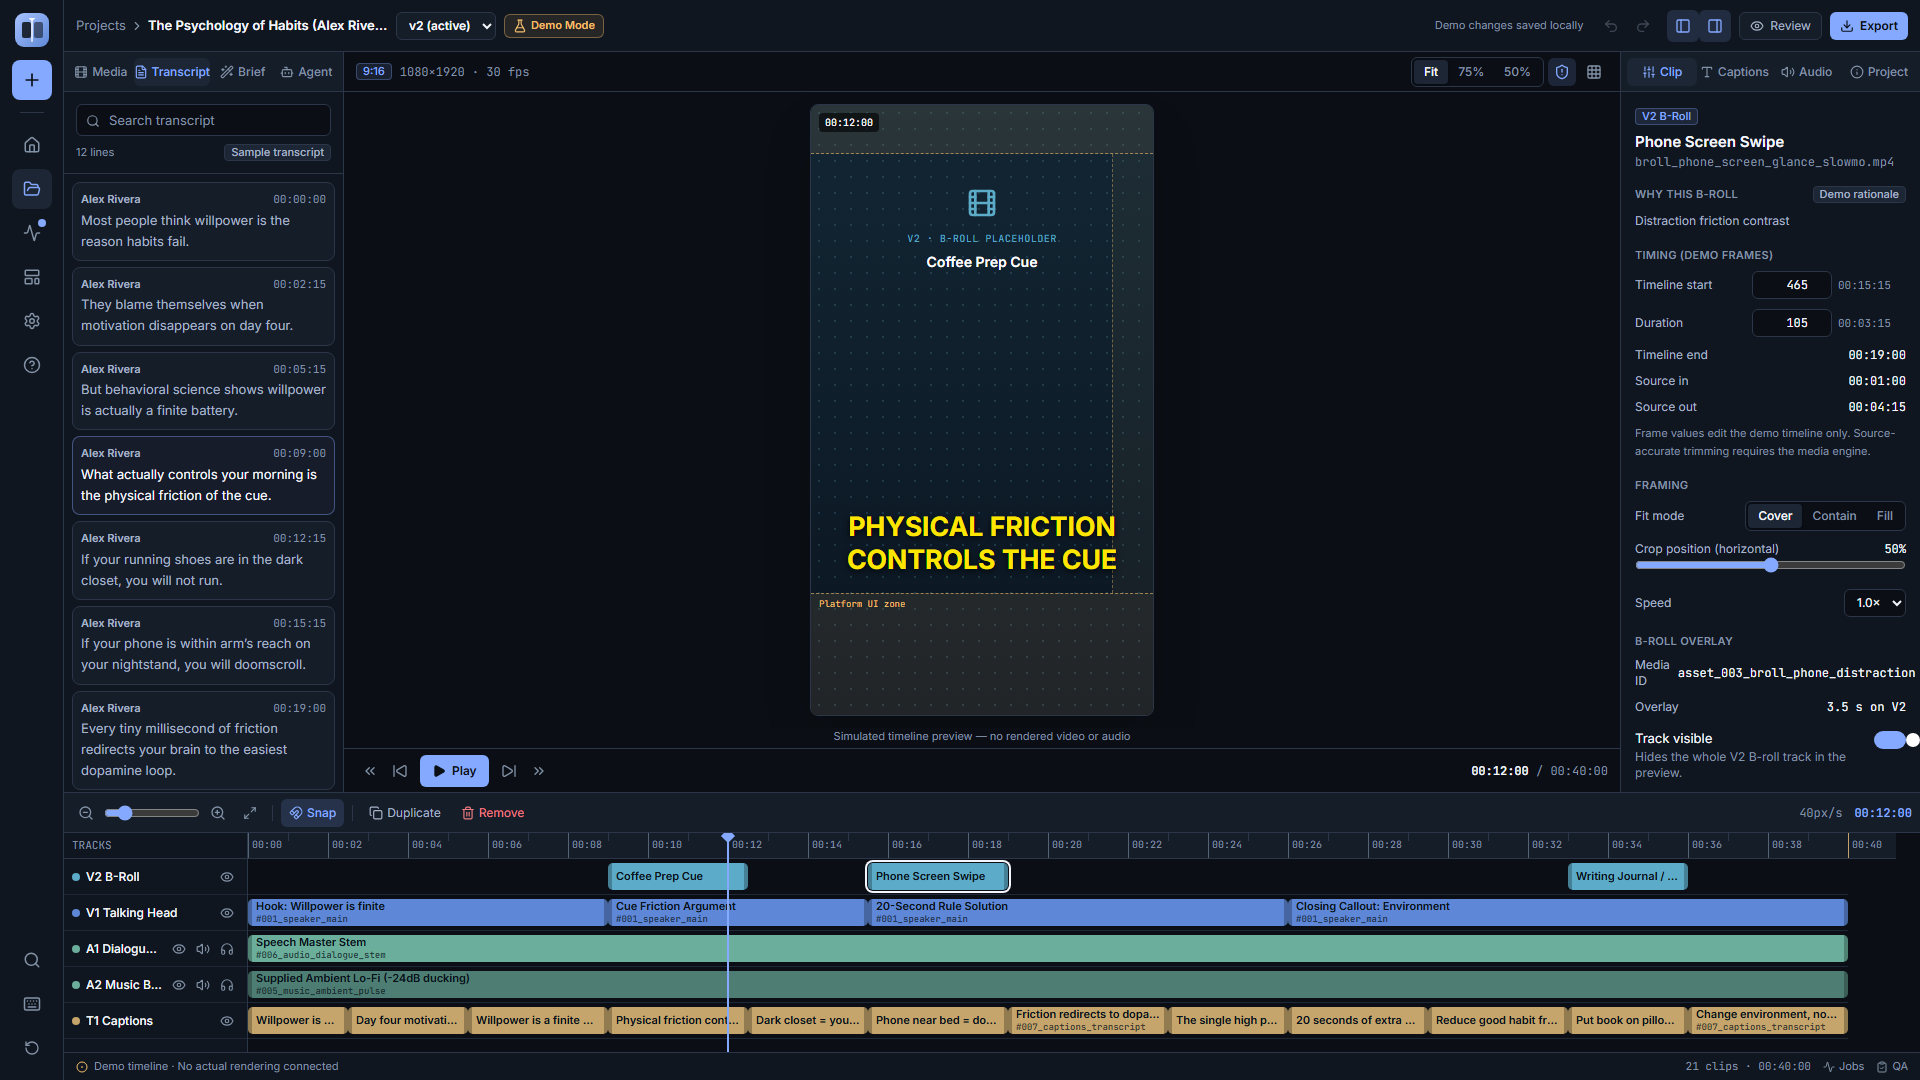 Projects > The Psychology of Habits (Alex Rive...
v2 (active)
Demo Mode
Demo changes saved locally
Review
Export
Media
Transcript
Brief
Agent
Search transcript
12 lines
Sample transcript
Alex Rivera 00:00:00
Most people think willpower is the
reason habits fail.
Alex Rivera 00:02:15
They blame themselves when
motivation disappears on day four.
Alex Rivera 00:05:15
But behavioral science shows willpower
is actually a finite battery.
Alex Rivera 00:09:00
What actually controls your morning is
the physical friction of the cue.
Alex Rivera 00:12:15
If your running shoes are in the dark
closet, you will not run.
Alex Rivera 00:15:15
If your phone is within arm's reach on
your nightstand, you will doomscroll.
Alex Rivera 00:19:00
Every tiny millisecond of friction
redirects your brain to the easiest
dopamine loop.
9:16 1080×1920 · 30 fps
Fit 75% 50%
00:12:00
V2 · B-ROLL PLACEHOLDER
Coffee Prep Cue
PHYSICAL FRICTION
CONTROLS THE CUE
Platform UI zone
Simulated timeline preview — no rendered video or audio
Play
00:12:00 / 00:40:00
Clip
Captions
Audio
Project
V2 B-Roll
Phone Screen Swipe
broll_phone_screen_glance_slowmo.mp4
WHY THIS B-ROLL
Demo rationale
Distraction friction contrast
TIMING (DEMO FRAMES)
Timeline start 465 00:15:15
Duration 105 00:03:15
Timeline end 00:19:00
Source in 00:01:00
Source out 00:04:15
Frame values edit the demo timeline only. Source-
accurate trimming requires the media engine.
FRAMING
Fit mode Cover Contain Fill
Crop position (horizontal) 50%
Speed 1.0×
B-ROLL OVERLAY
Media ID asset_003_broll_phone_distraction
Overlay 3.5 s on V2
Track visible
Hides the whole V2 B-roll track in the
preview.
Snap
Duplicate
Remove
40px/s 00:12:00
TRACKS
00:00 00:02 00:04 00:06 00:08 00:10 00:12 00:14 00:16 00:18 00:20 00:22 00:24 00:26 00:28 00:30 00:32 00:34 00:36 00:38 00:40
V2 B-Roll
Coffee Prep Cue
Phone Screen Swipe
Writing Journal / ...
V1 Talking Head
Hook: Willpower is finite
#001_speaker_main
Cue Friction Argument
#001_speaker_main
20-Second Rule Solution
#001_speaker_main
Closing Callout: Environment
#001_speaker_main
A1 Dialogu...
Speech Master Stem
#006_audio_dialogue_stem
A2 Music B...
Supplied Ambient Lo-Fi (-24dB ducking)
#005_music_ambient_pulse
T1 Captions
Willpower is ...
Day four motivati...
Willpower is a finite ...
Physical friction cont...
Dark closet = you...
Phone near bed = do...
Friction redirects to dopa...
#007_captions_transcript
The single high p...
20 seconds of extra ...
Reduce good habit fr...
Put book on pillo...
Change environment, no...
#007_captions_transcript
Demo timeline · No actual rendering connected
21 clips · 00:40:00
Jobs
QA